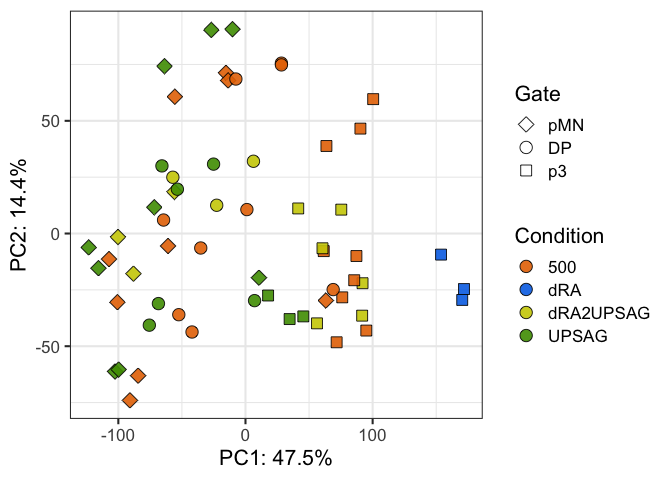 50
0
-50
-100
0
100
PC1: 47.5%
PC2: 14.4%
Gate
pMN
DP
p3
Condition
500
dRA
dRA2UPSAG
UPSAG